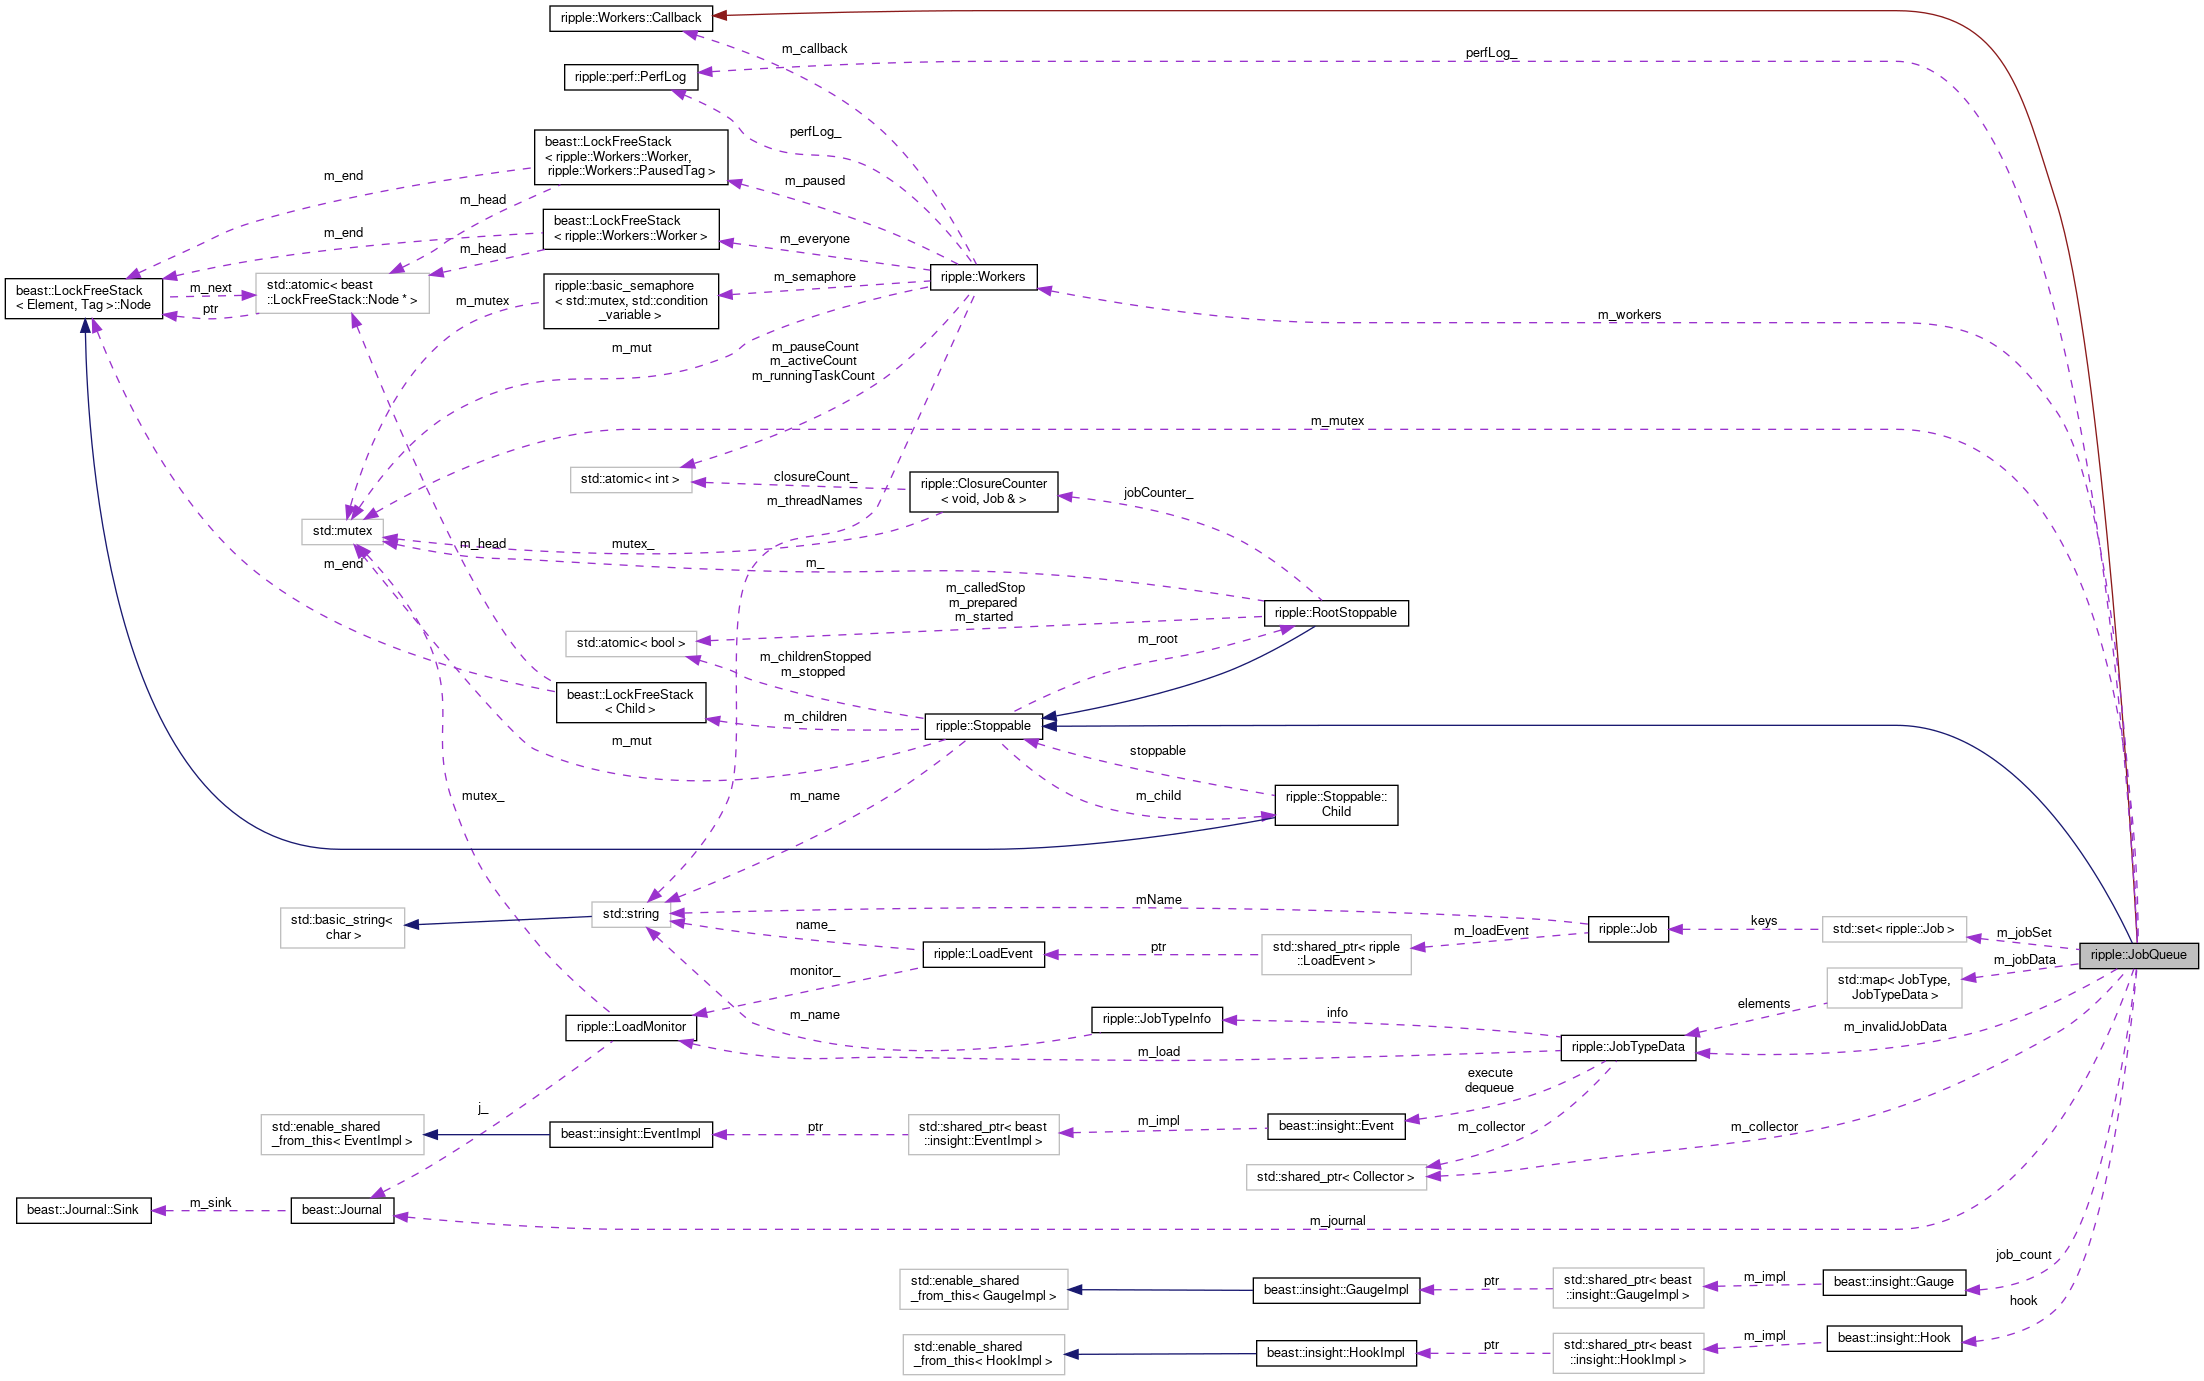 ripple::Workers::Callback
m_callback
perfLog_
ripple::perf::PerfLog
perfLog_
beast::LockFreeStack
< ripple::Workers::Worker,
ripple::Workers::PausedTag >
m_end
m_head
m_paused
beast::LockFreeStack
< ripple::Workers::Worker >
m_end
m_head
m_everyone
beast::LockFreeStack
< Element, Tag >::Node
m_next
ptr
std::atomic< beast
::LockFreeStack::Node * >
ripple::basic_semaphore
< std::mutex, std::condition
_variable >
m_mutex
m_semaphore
ripple::Workers
m_workers
m_mut
m_pauseCount
m_activeCount
m_runningTaskCount
m_mutex
std::atomic< int >
closureCount_
m_threadNames
ripple::ClosureCounter
< void, Job & >
jobCounter_
std::mutex
m_head
mutex_
m_end
m_
m_calledStop
m_prepared
m_started
ripple::RootStoppable
std::atomic< bool >
m_root
m_childrenStopped
m_stopped
beast::LockFreeStack
< Child >
m_children
ripple::Stoppable
m_mut
stoppable
mutex_
m_name
m_child
ripple::Stoppable::
Child
std::basic_string<
char >
std::string
mName
name_
ripple::LoadEvent
ptr
std::shared_ptr< ripple
::LoadEvent >
m_loadEvent
ripple::Job
keys
std::set< ripple::Job >
m_jobSet
ripple::JobQueue
m_jobData
monitor_
std::map< JobType,
JobTypeData >
elements
m_name
ripple::LoadMonitor
ripple::JobTypeInfo
info
m_invalidJobData
m_load
ripple::JobTypeData
execute
dequeue
j_
std::enable_shared
_from_this< EventImpl >
beast::insight::EventImpl
ptr
std::shared_ptr< beast
::insight::EventImpl >
m_impl
beast::insight::Event
m_collector
m_collector
std::shared_ptr< Collector >
beast::Journal::Sink
m_sink
beast::Journal
m_journal
job_count
std::enable_shared
_from_this< GaugeImpl >
beast::insight::GaugeImpl
ptr
std::shared_ptr< beast
::insight::GaugeImpl >
m_impl
beast::insight::Gauge
hook
std::enable_shared
_from_this< HookImpl >
beast::insight::HookImpl
ptr
std::shared_ptr< beast
::insight::HookImpl >
m_impl
beast::insight::Hook